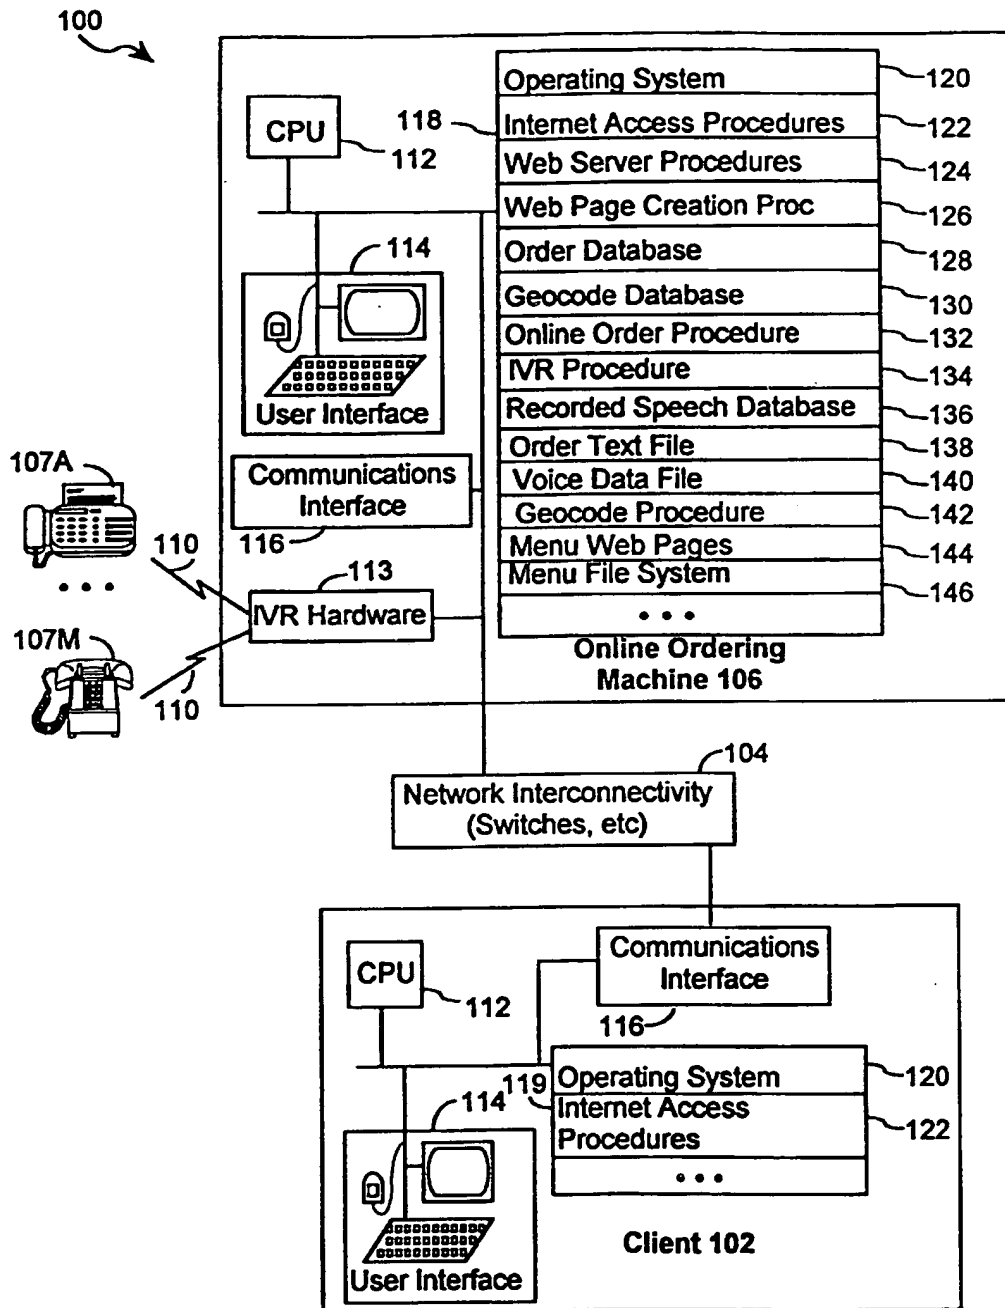 100
CPU
112
118
Operating System
120
Internet Access Procedures
122
Web Server Procedures
124
Web Page Creation Proc
126
Order Database
128
Geocode Database
130
Online Order Procedure
132
IVR Procedure
134
Recorded Speech Database
136
Order Text File
138
Voice Data File
140
Geocode Procedure
142
Menu Web Pages
144
Menu File System
146
• • •
Online Ordering
Machine 106
114
User Interface
Communications
Interface
116
107A
110
• • •
113
IVR Hardware
107M
110
104
Network Interconnectivity
(Switches, etc)
CPU
112
Communications
Interface
116
119
Operating System
120
Internet Access
Procedures
122
• • •
114
User Interface
Client 102